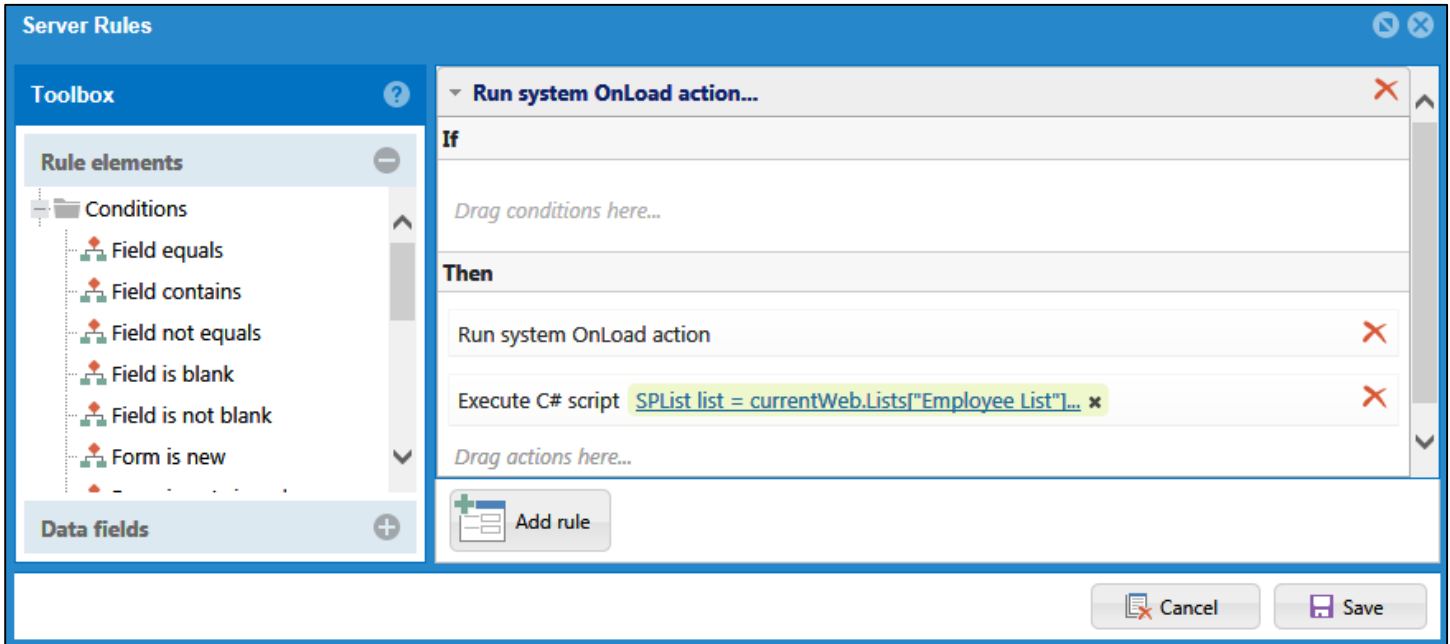 Server Rules
Toolbox
?
Rule elements
Conditions
Field equals
Field contains
Field not equals
Field is blank
Field is not blank
Form is new
Data fields
Run system OnLoad action...
If
Drag conditions here...
Then
Run system OnLoad action
Execute C# script SPList list = currentWeb.Lists["Employee List"]...
Drag actions here...
Add rule
Cancel
Save